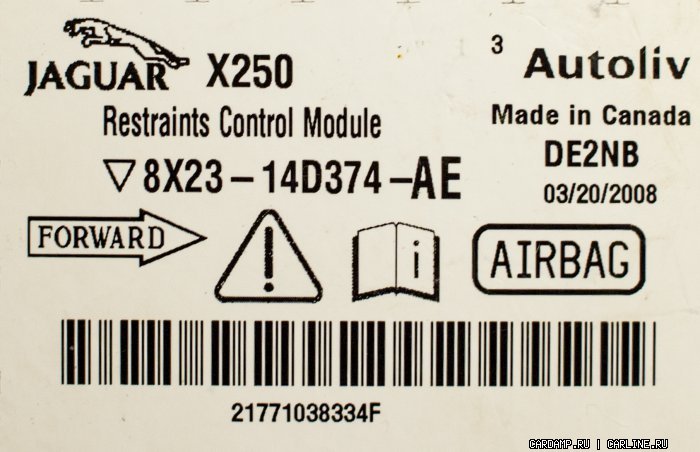 JAGUAR X250
3 Autoliv
Restraints Control Module
Made in Canada
DE2NB
8X23-14D374-AE
03/20/2008
FORWARD
i
AIRBAG
21771038334F
CARDAMP.RU | CARLINE.RU